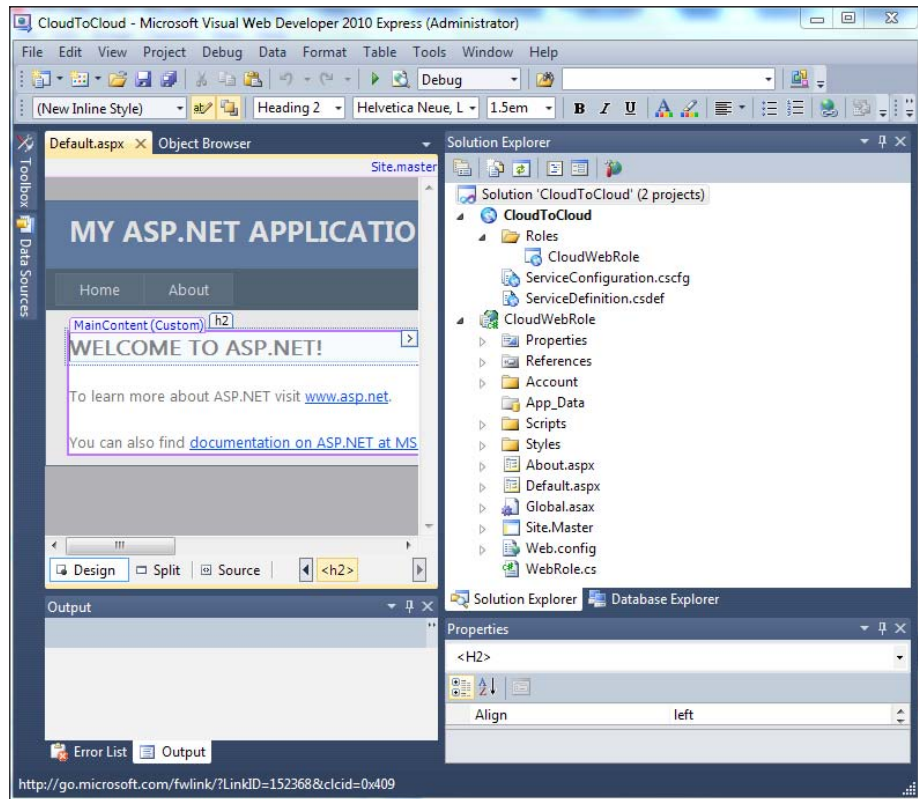 CloudToCloud - Microsoft Visual Web Developer 2010 Express (Administrator)
File Edit View Project Debug Data Format Table Tools Window Help
Debug
(New Inline Style) Heading 2 Helvetica Neue, L 1.5em B I U
Toolbox
Data Sources
Default.aspx Object Browser
Site.master
MY ASP.NET APPLICATIO
Home About
MainContent (Custom) h2
WELCOME TO ASP.NET!
To learn more about ASP.NET visit www.asp.net.
You can also find documentation on ASP.NET at MS
Design Split Source <h2>
Output
Error List Output
Solution Explorer
Solution 'CloudToCloud' (2 projects)
CloudToCloud
Roles
CloudWebRole
ServiceConfiguration.cscfg
ServiceDefinition.csdef
CloudWebRole
Properties
References
Account
App_Data
Scripts
Styles
About.aspx
Default.aspx
Global.asax
Site.Master
Web.config
WebRole.cs
Solution Explorer Database Explorer
Properties
<H2>
Align left
http://go.microsoft.com/fwlink/?LinkID=152368&clcid=0x409